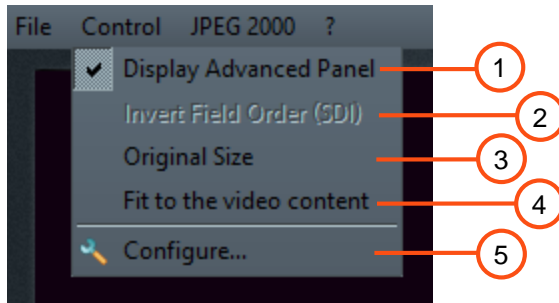 File Control JPEG 2000 ?
Display Advanced Panel 1
Invert Field Order (SDI) 2
Original Size 3
Fit to the video content 4
Configure... 5